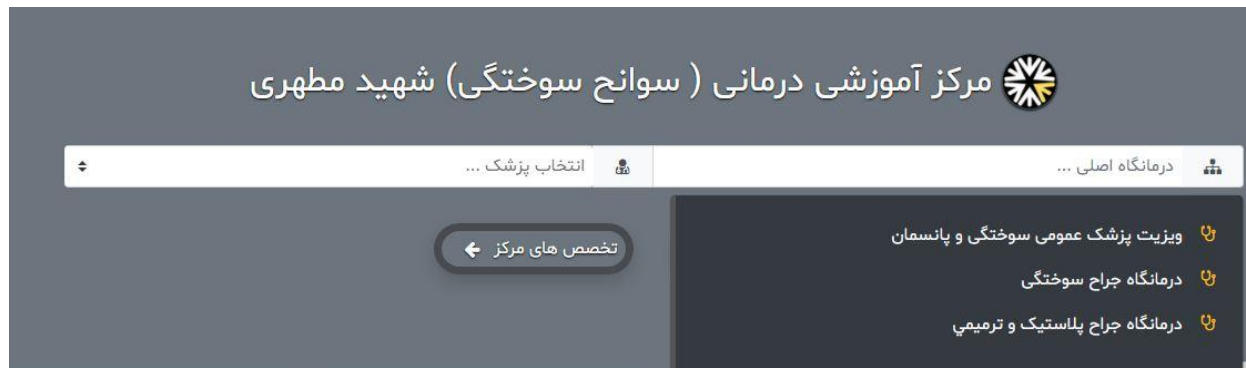 مرکز آموزشی درمانی ( سوانح سوختگی) شهید مطهری
درمانگاه اصلی ...
انتخاب پزشک ...
ویزیت پزشک عمومی سوختگی و پانسمان
درمانگاه جراح سوختگی
درمانگاه جراح پلاستیک و ترمیمي
تخصص های مرکز